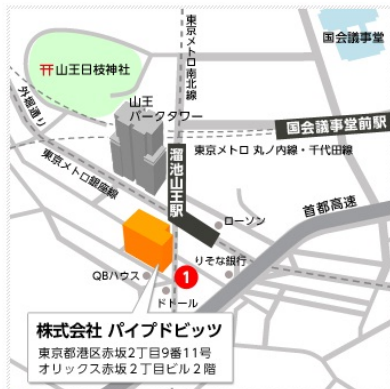 国会議事堂
東京メトロ南北線
山王日枝神社
外堀通り
山王
パークタワー
国会議事堂前駅
東京メトロ 丸ノ内線・千代田線
東京メトロ銀座線
溜池山王駅
ローソン
首都高速
りそな銀行
QBハウス
1
ドトール
株式会社 パイプドビッツ
東京都港区赤坂2丁目9番11号
オリックス赤坂2丁目ビル2階